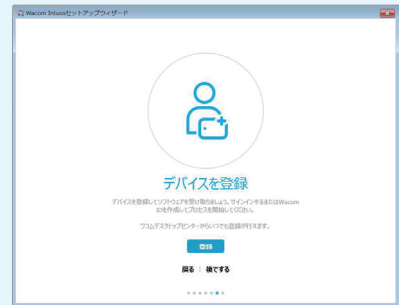 Wacom Intuosセットアップウィザード
デバイスを登録
デバイスを登録してソフトウェアを受け取りましょう。サインインするかまたはWacom
IDを作成してプロセスを開始してください。
ワコムデスクトップセンターからいつでも登録が行えます。
登録
戻る | 後でする